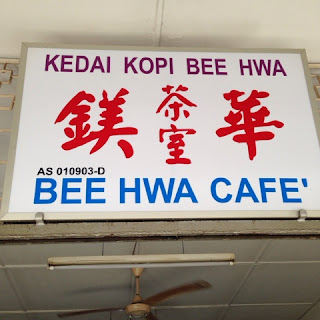 KEDAI KOPI BEE HWA
鎂茶室華
AS 010903-D
BEE HWA CAFE'